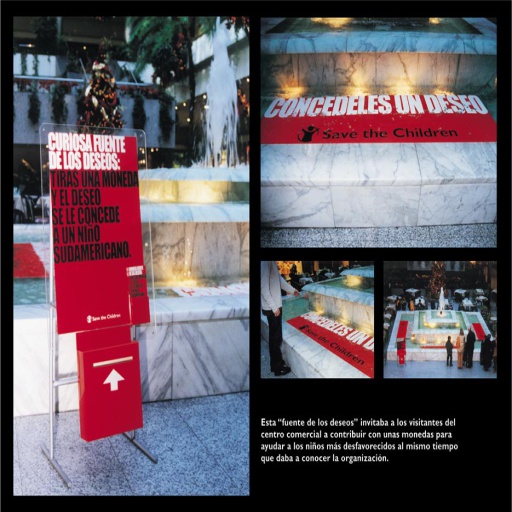 CURIOSA FUENTE
DE LOS DESEOS:
TIRAS UNA MONEDA
Y EL DESEO
SE LE CONCEDE
A UN NIÑO
SUDAMERICANO.
Save the Children
CONCEDELES UN DESEO
Save the Children
CONCEDELES UN DESEO
Save the Children
Esta “fuente de los deseos” invitaba a los visitantes del
centro comercial a contribuir con unas monedas para
ayudar a los niños más desfavorecidos al mismo tiempo
que daba a conocer la organización.